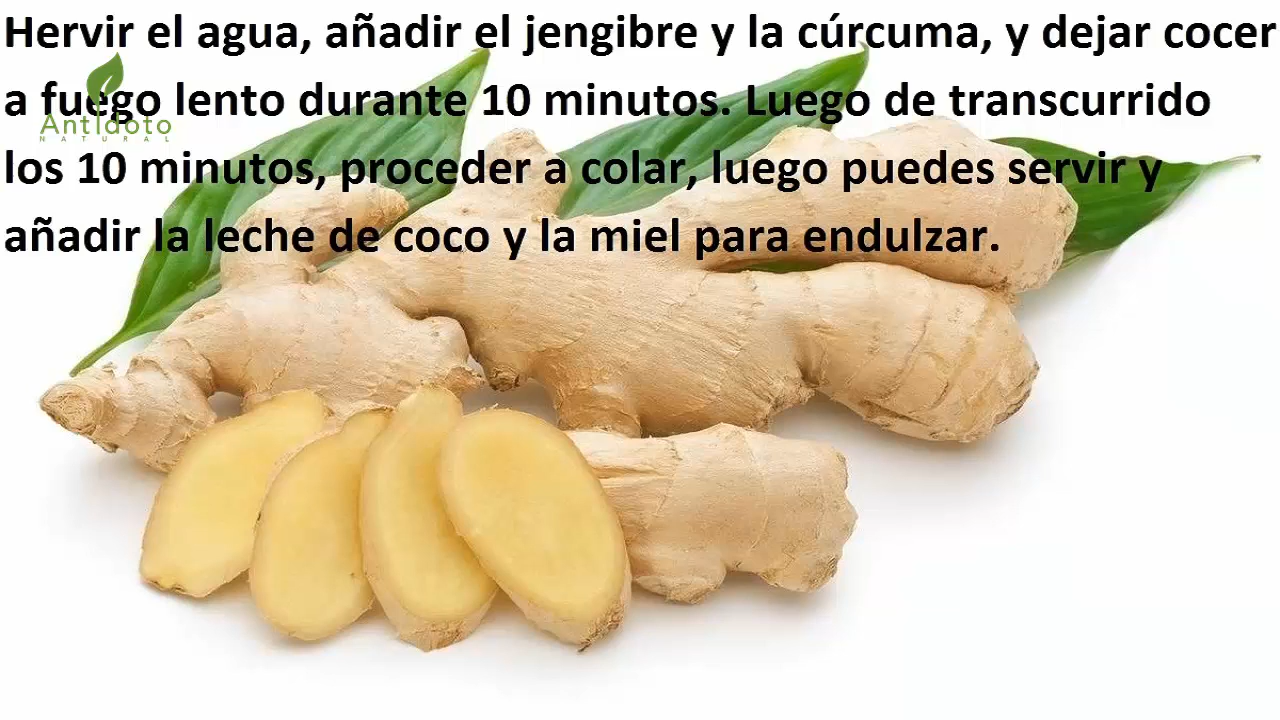 Hervir el agua, añadir el jengibre y la cúrcuma, y dejar cocer
a fuego lento durante 10 minutos. Luego de transcurrido
Antídoto
NATURAL
los 10 minutos, proceder a colar, luego puedes servir y
añadir la leche de coco y la miel para endulzar.